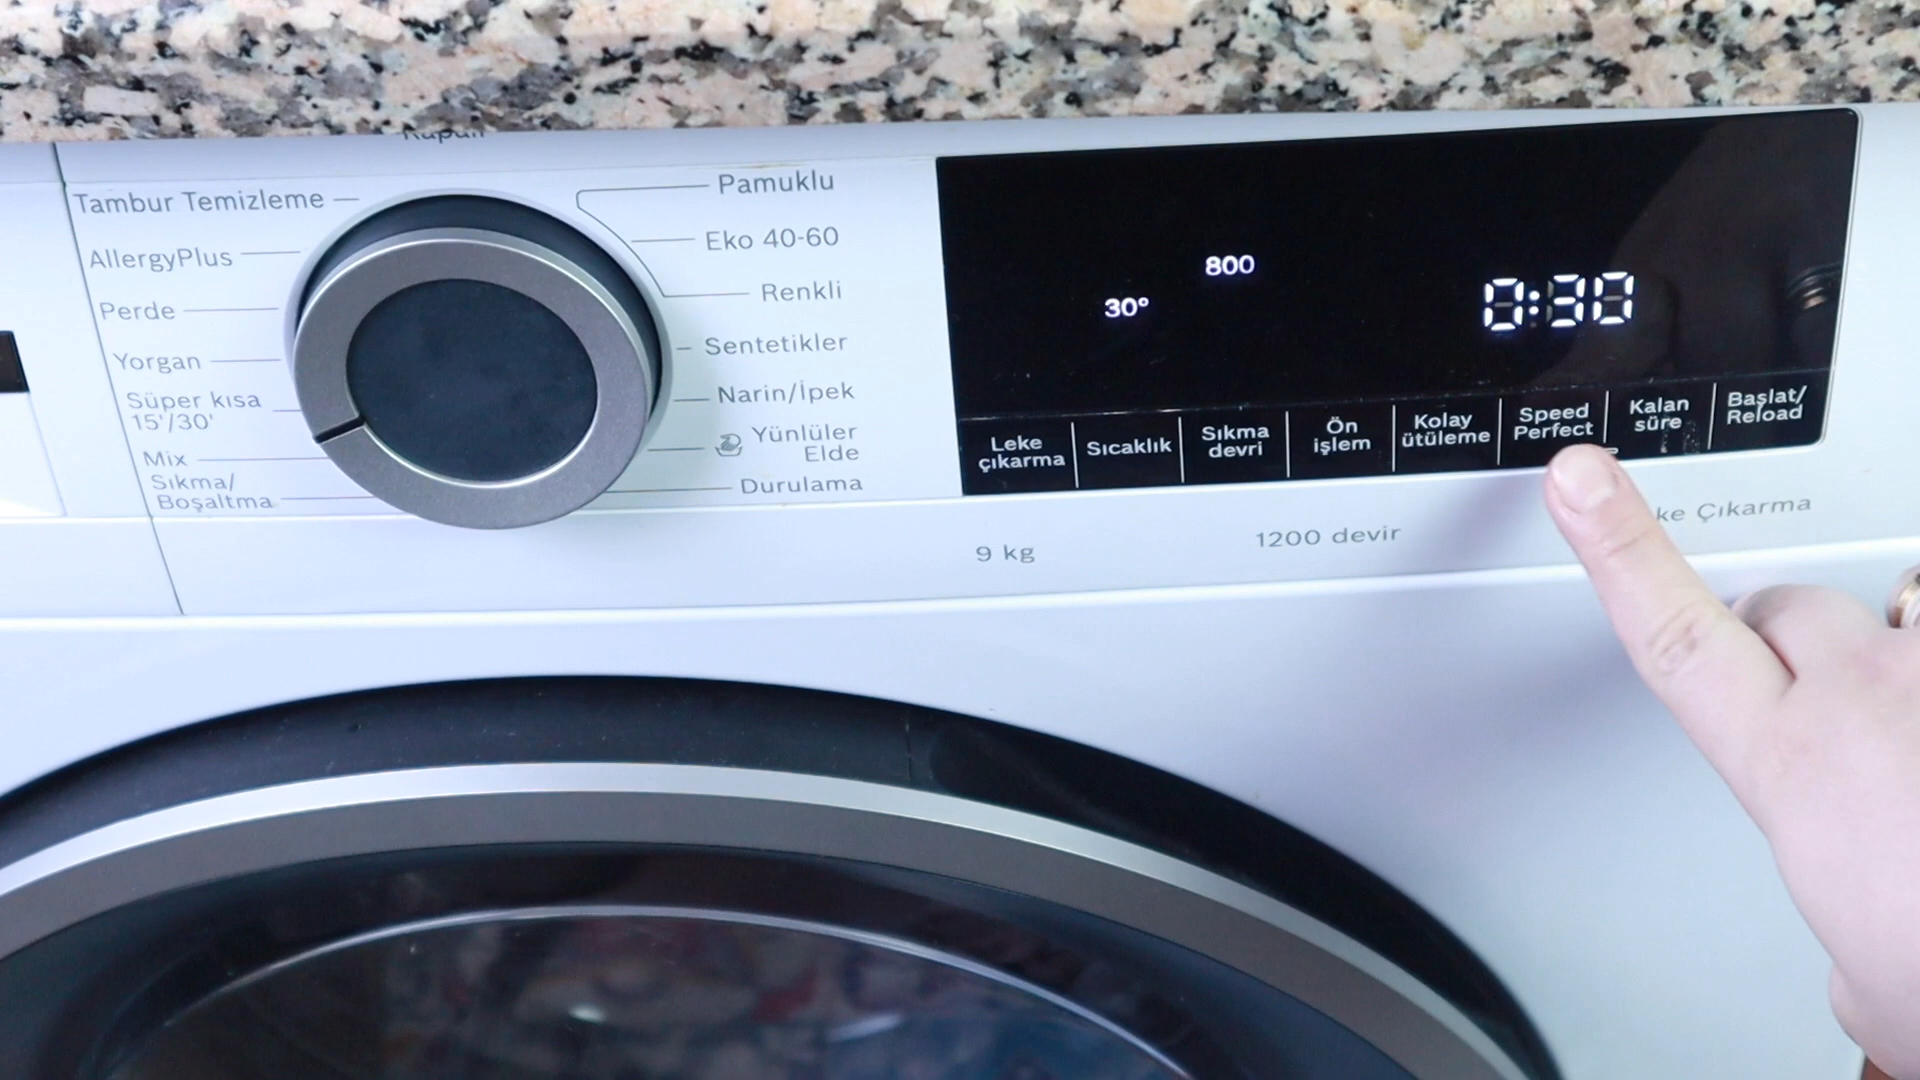 Kapalı
Tambur Temizleme
AllergyPlus
Perde
Yorgan
Süper kısa
15'/30'
Mix
Sıkma/
Boşaltma
Pamuklu
Eko 40-60
Renkli
Sentetikler
Narin/İpek
Yünlüler
Elde
Durulama
800
30°
0:30
Leke
çıkarma
Sıcaklık
Sıkma
devri
Ön
işlem
Kolay
ütüleme
Speed
Perfect
Kalan
süre
Başlat/
Reload
9 kg
1200 devir
ke Çıkarma